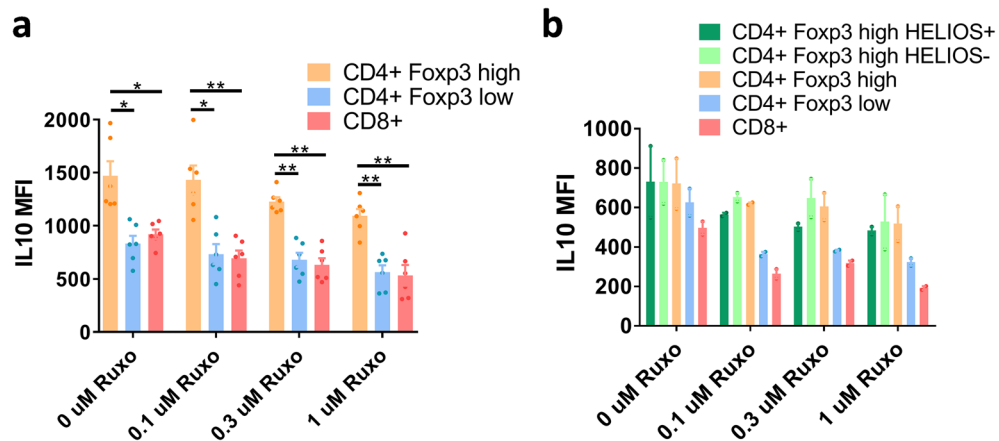 a
CD4+ Foxp3 high
CD4+ Foxp3 low
CD8+
* **
* *
** **
** **
2000
1500
1000
500
0
IL10 MFI
0 uM Ruxo
0.1 uM Ruxo
0.3 uM Ruxo
1 uM Ruxo
b
CD4+ Foxp3 high HELIOS+
CD4+ Foxp3 high HELIOS-
CD4+ Foxp3 high
CD4+ Foxp3 low
CD8+
1000
800
600
400
200
0
IL10 MFI
0 uM Ruxo
0.1 uM Ruxo
0.3 uM Ruxo
1 uM Ruxo